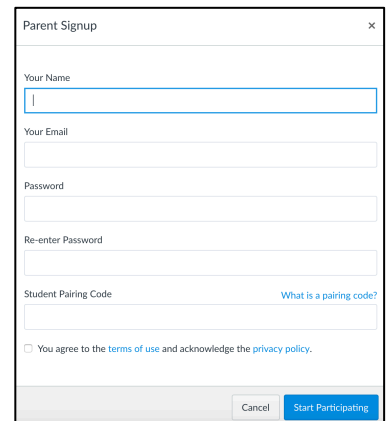 Parent Signup ×
Your Name
Your Email
Password
Re-enter Password
Student Pairing Code What is a pairing code?
You agree to the terms of use and acknowledge the privacy policy.
Cancel Start Participating